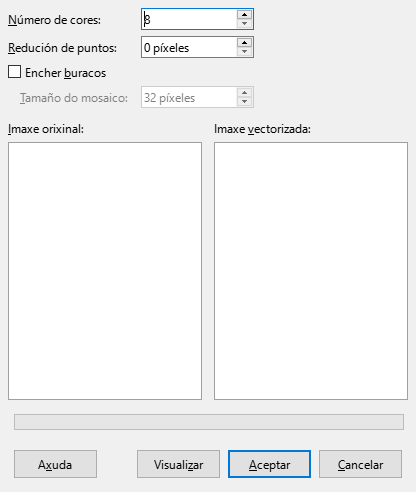 Número de cores: 8
Redución de puntos: 0 píxeles
Encher buracos
Tamaño do mosaico: 32 píxeles
Imaxe orixinal: Imaxe vectorizada:
Axuda Visualizar Aceptar Cancelar